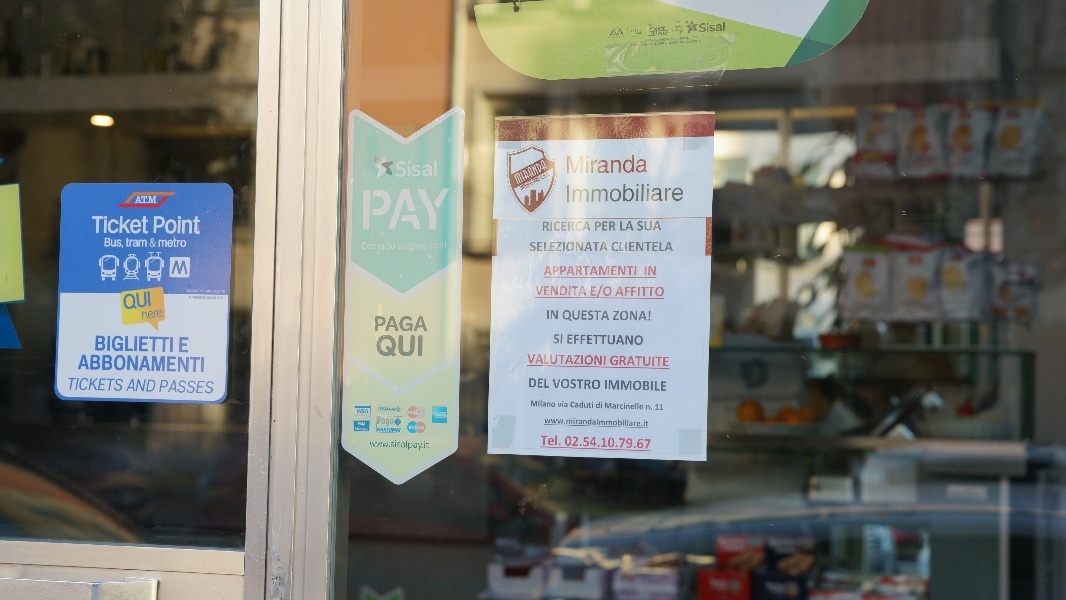 ATM
Ticket Point
Bus, tram & metro
M
QUI
here
BIGLIETTI E
ABBONAMENTI
TICKETS AND PASSES
Sisal
Sisal
PAY
PAGA
QUI
VISA
www.sisalpay.it
MIRANDA
Miranda
Immobiliare
RICERCA PER LA SUA
SELEZIONATA CLIENTELA
APPARTAMENTI IN
VENDITA E/O AFFITTO
IN QUESTA ZONA!
SI EFFETTUANO
VALUTAZIONI GRATUITE
DEL VOSTRO IMMOBILE
Milano via Caduti di Marcinelle n. 11
www.mirandaimmobiliare.it
Tel. 02.54.10.79.67